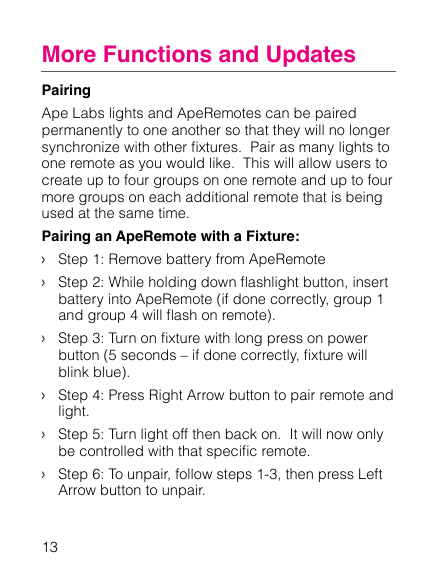 More Functions and Updates
Pairing
Ape Labs lights and ApeRemotes can be paired
permanently to one another so that they will no longer
synchronize with other fixtures.  Pair as many lights to
one remote as you would like.  This will allow users to
create up to four groups on one remote and up to four
more groups on each additional remote that is being
used at the same time.
Pairing an ApeRemote with a Fixture:
› Step 1: Remove battery from ApeRemote
› Step 2: While holding down flashlight button, insert
battery into ApeRemote (if done correctly, group 1
and group 4 will flash on remote).
› Step 3: Turn on fixture with long press on power
button (5 seconds – if done correctly, fixture will
blink blue).
› Step 4: Press Right Arrow button to pair remote and
light.
› Step 5: Turn light off then back on.  It will now only
be controlled with that specific remote.
› Step 6: To unpair, follow steps 1-3, then press Left
Arrow button to unpair.
13